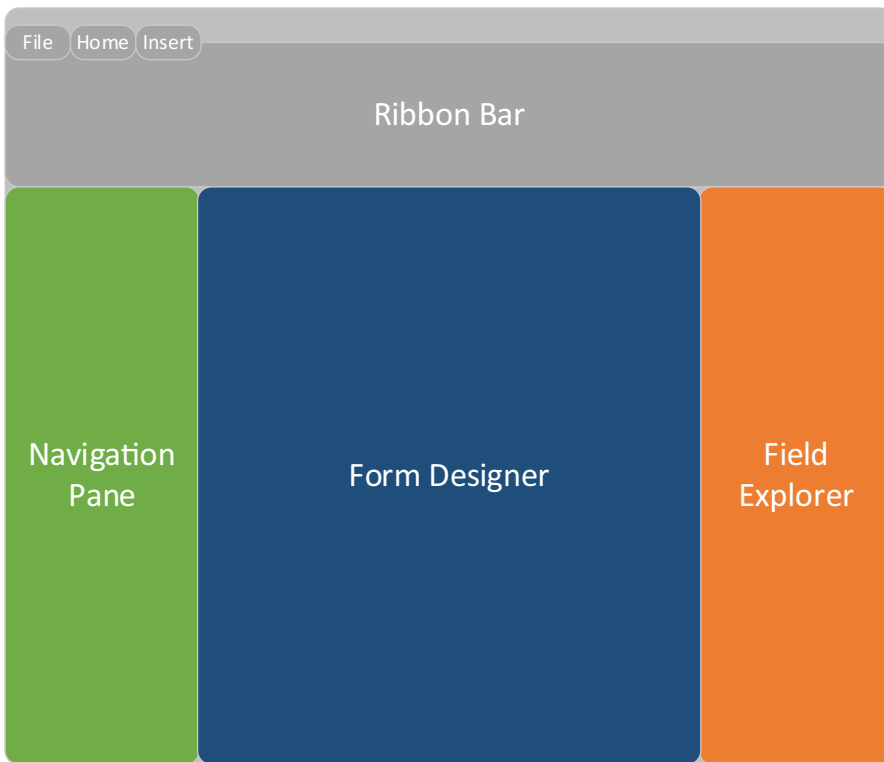 File Home Insert
Ribbon Bar
Navigation
Pane
Form Designer
Field
Explorer